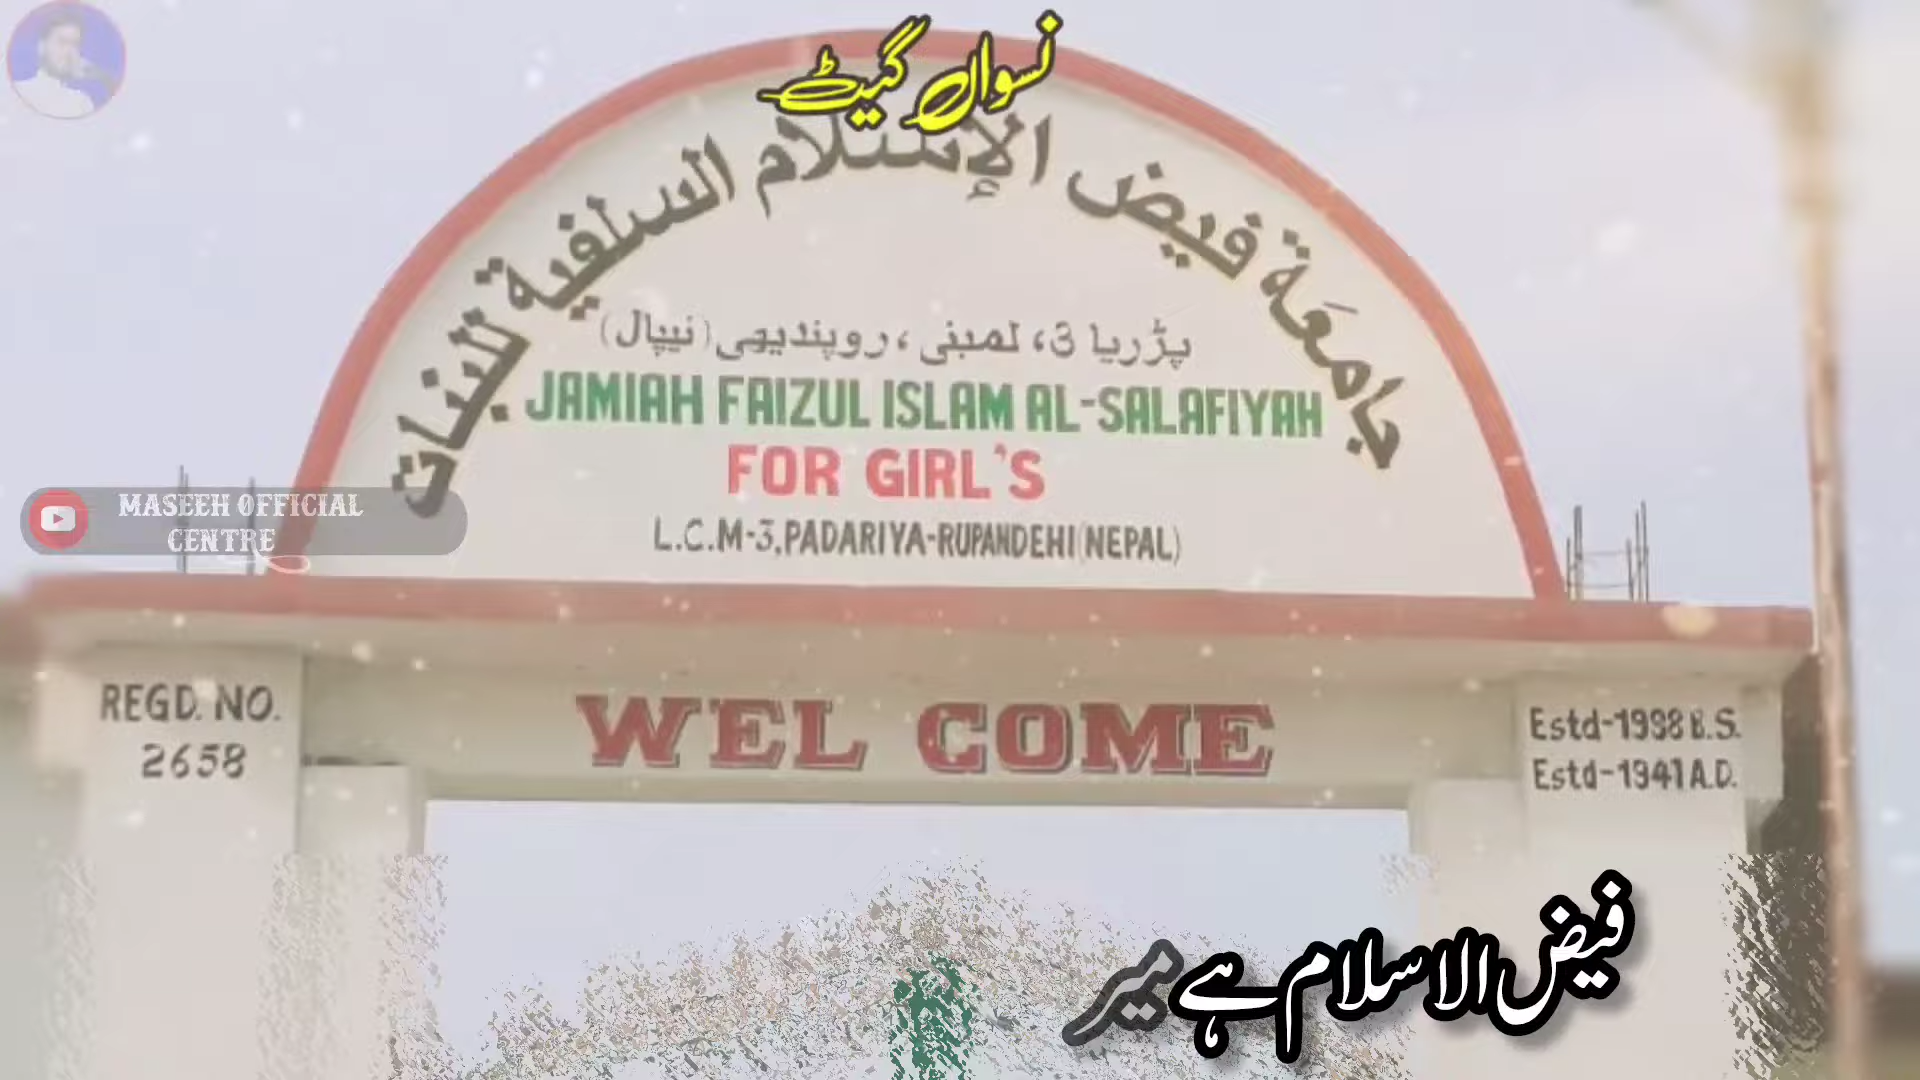 نسواں گیٹ
جامعة فيض الإسلام السلفية للبنات
پڑریا 3، لمبنی، روپندیہی (نیپال)
JAMIAH FAIZUL ISLAM AL-SALAFIYAH
FOR GIRL'S
L.C.M-3, PADARIYA-RUPANDEHI (NEPAL)
MASEEH OFFICIAL
CENTRE
REGD. NO.
2658
WEL COME
Estd-1998 B.S.
Estd-1941 A.D.
فیض الاسلام ہے میر